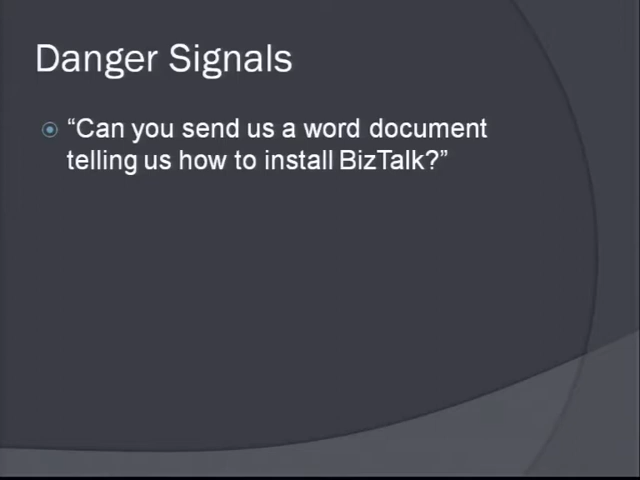 Danger Signals
“Can you send us a word document
telling us how to install BizTalk?”